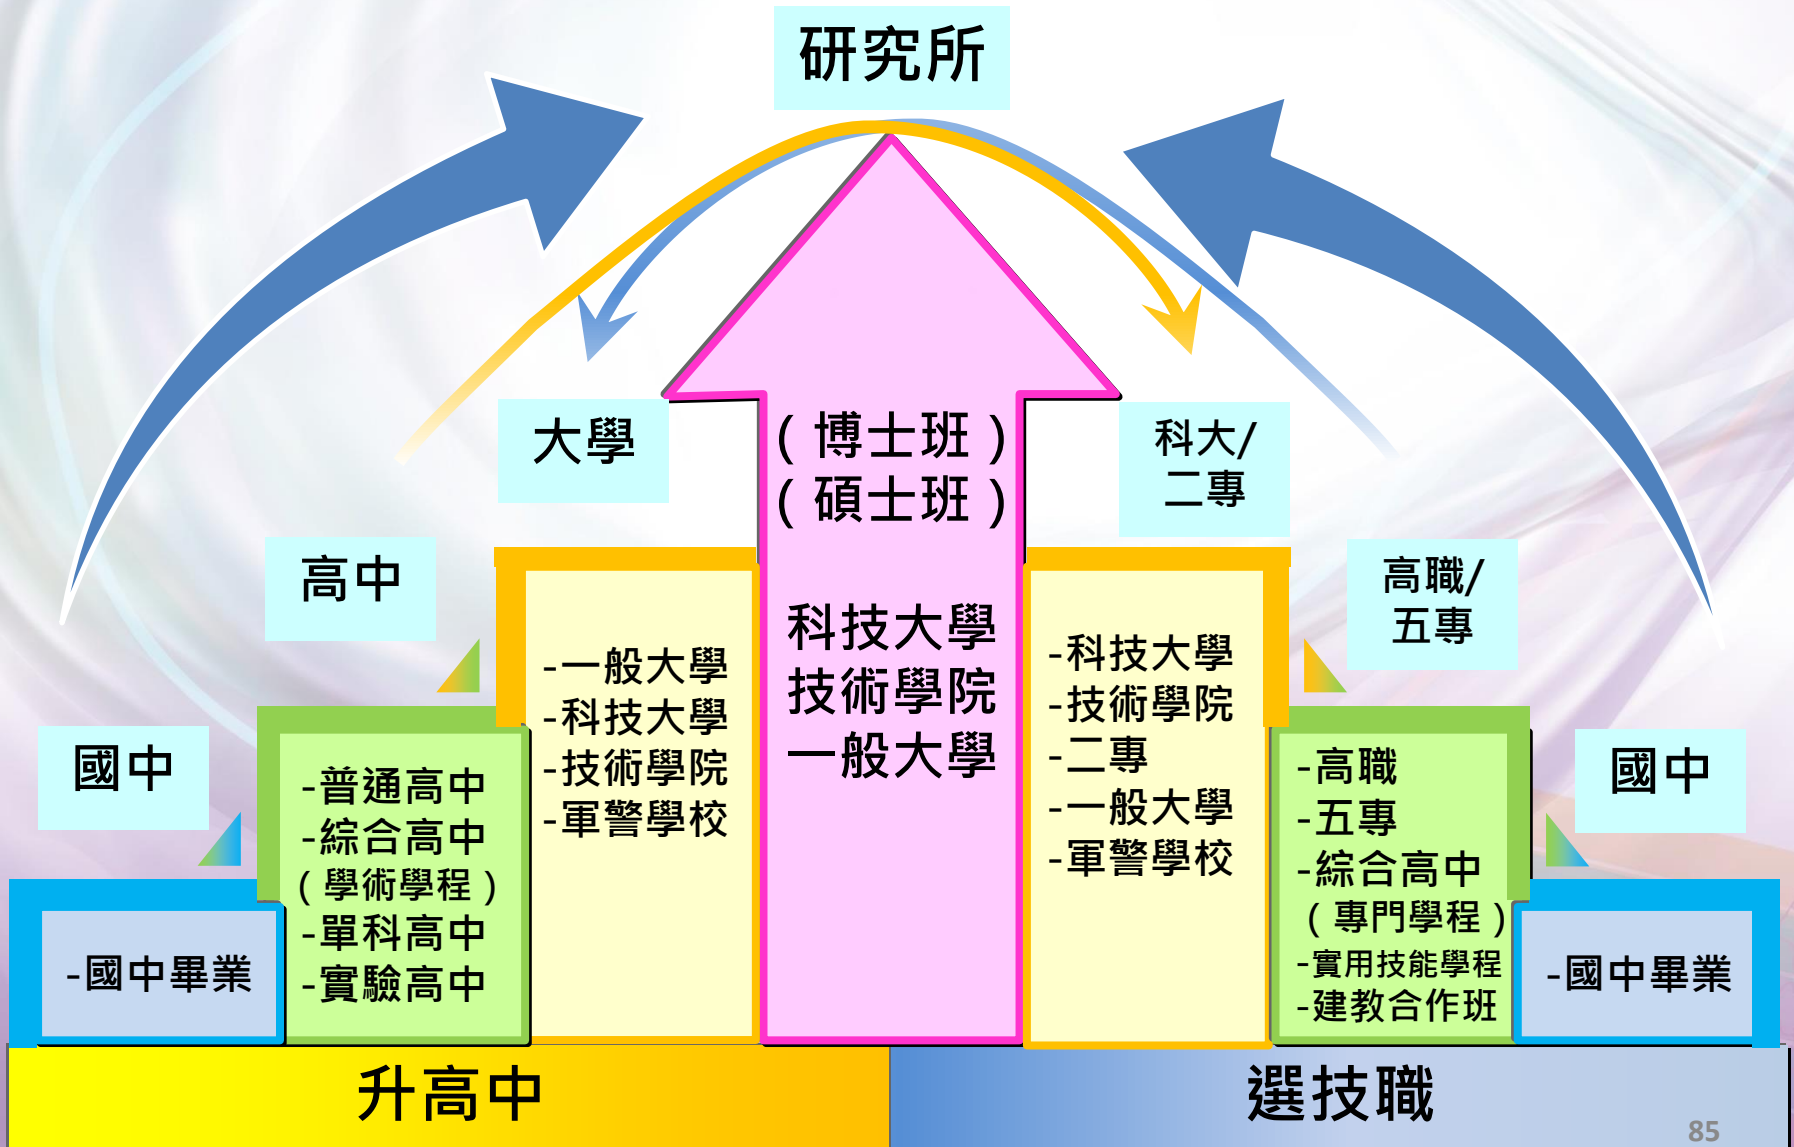 研究所
大學
（博士班）
（碩士班）
科技大學
技術學院
一般大學
科大/
二專
高中
高職/
五專
國中
國中
-國中畢業
-普通高中
-綜合高中
（學術學程）
-單科高中
-實驗高中
-一般大學
-科技大學
-技術學院
-軍警學校
-科技大學
-技術學院
-二專
-一般大學
-軍警學校
-高職
-五專
-綜合高中
（專門學程）
-實用技能學程
-建教合作班
-國中畢業
升高中
選技職
85